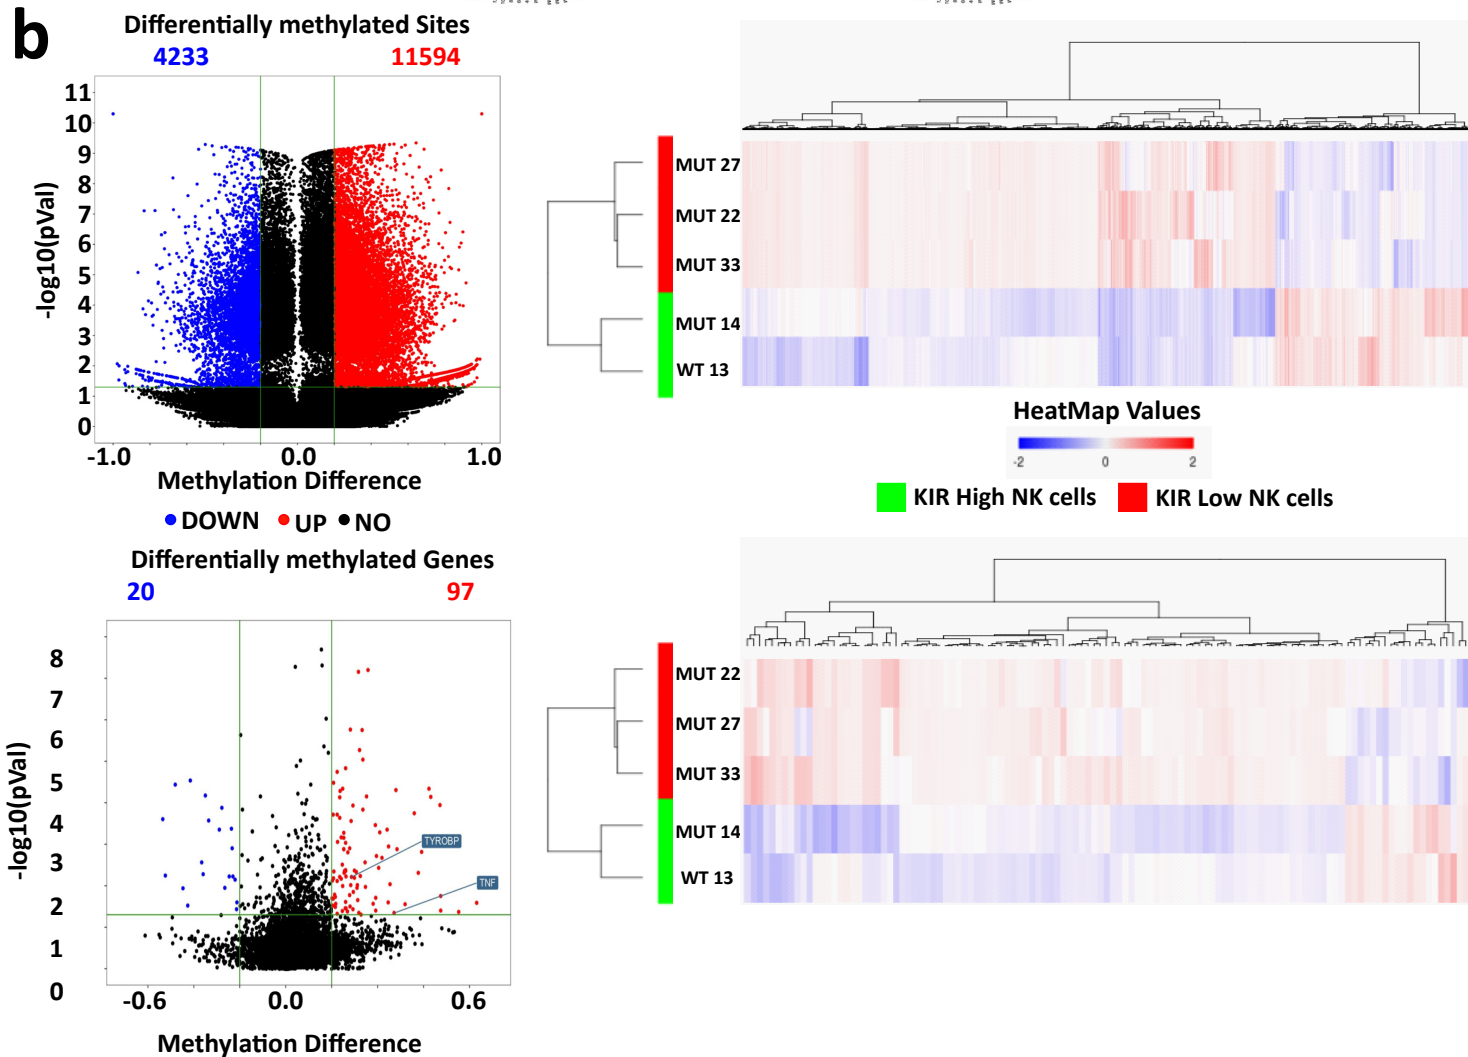 b
Differentially methylated Sites
4233 11594
11
10
9
8
7
6
5
4
3
2
1
0
-log10(pVal)
-1.0 0.0 1.0
Methylation Difference
DOWN UP NO
MUT 27
MUT 22
MUT 33
MUT 14
WT 13
HeatMap Values
-2 0 2
KIR High NK cells KIR Low NK cells
Differentially methylated Genes
20 97
8
7
6
5
4
3
2
1
0
-log10(pVal)
TYROBP
TNF
-0.6 0.0 0.6
Methylation Difference
MUT 22
MUT 27
MUT 33
MUT 14
WT 13